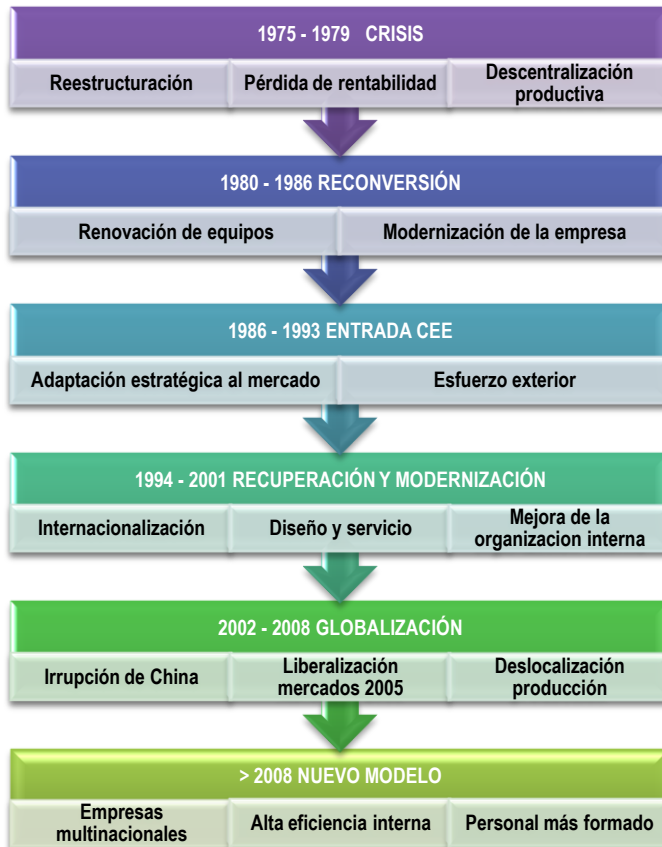 1975 - 1979 CRISIS
Reestructuración
Pérdida de rentabilidad
Descentralización
productiva
1980 - 1986 RECONVERSIÓN
Renovación de equipos
Modernización de la empresa
1986 - 1993 ENTRADA CEE
Adaptación estratégica al mercado
Esfuerzo exterior
1994 - 2001 RECUPERACIÓN Y MODERNIZACIÓN
Internacionalización
Diseño y servicio
Mejora de la
organizacion interna
2002 - 2008 GLOBALIZACIÓN
Irrupción de China
Liberalización
mercados 2005
Deslocalización
producción
> 2008 NUEVO MODELO
Empresas
multinacionales
Alta eficiencia interna
Personal más formado